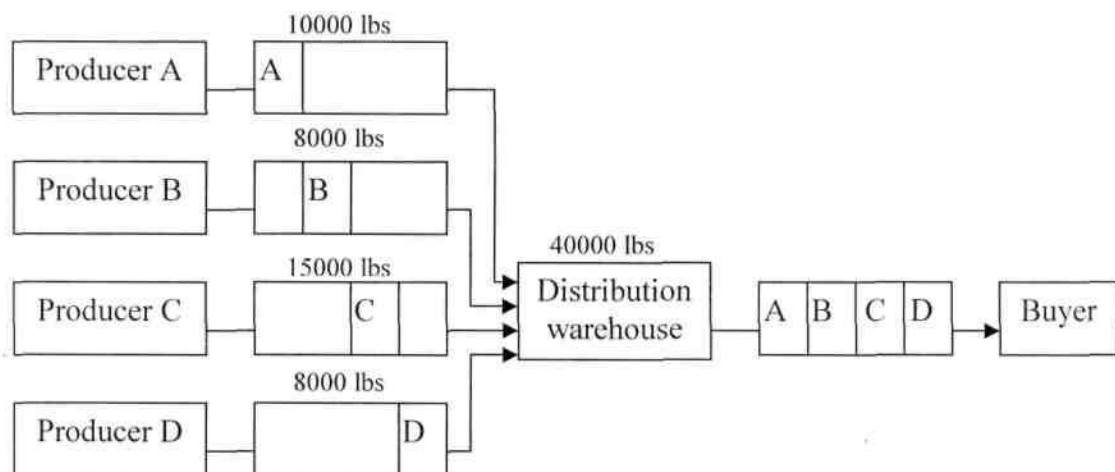 10000 lbs
Producer A
A
8000 lbs
Producer B
B
15000 lbs
Producer C
C
8000 lbs
Producer D
D
40000 lbs
Distribution
warehouse
A B C D
Buyer